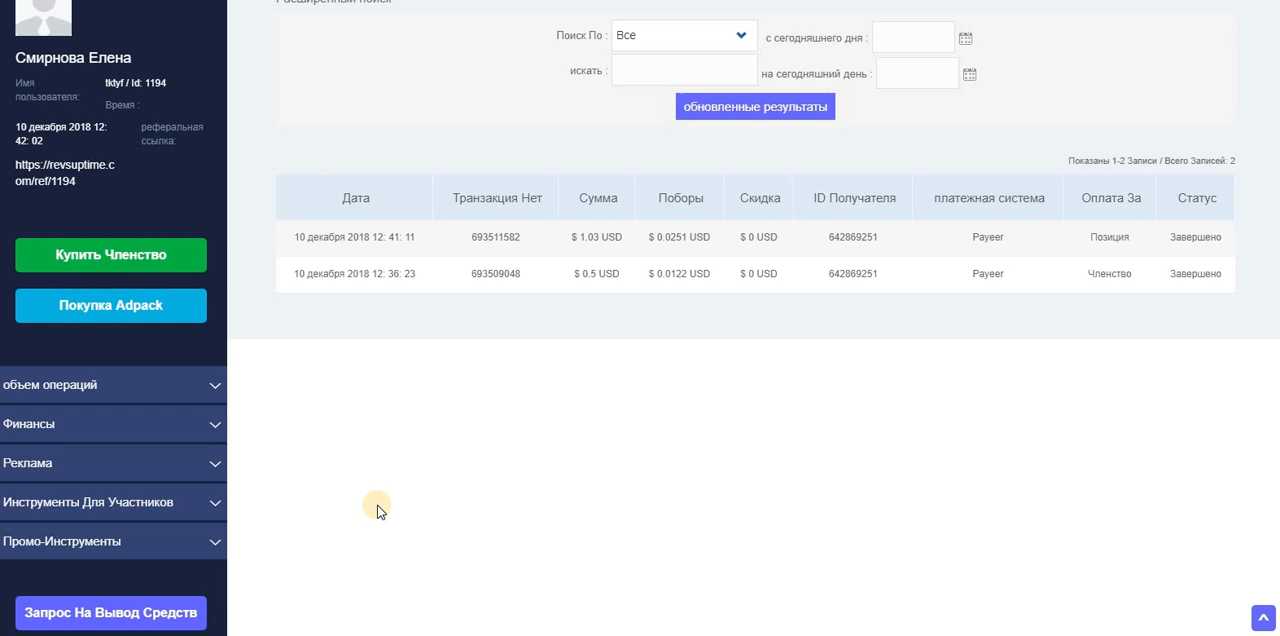 Расширенный поиск
Смирнова Елена
Имя пользователя:
tktyf / Id: 1194
Время :
10 декабря 2018 12:
42: 02
реферальная
ссылка:
https://revsuptime.c
om/ref/1194
Купить Членство
Покупка Adpack
объем операций
Финансы
Реклама
Инструменты Для Участников
Промо-Инструменты
Запрос На Вывод Средств
Поиск По : Все с сегодняшнего дня :
искать : на сегодняшний день :
обновленные результаты
Показаны 1-2 Записи / Всего Записей: 2
Дата Транзакция Нет Сумма Поборы Скидка ID Получателя платежная система Оплата За Статус
10 декабря 2018 12: 41: 11 693511582 $ 1.03 USD $ 0.0251 USD $ 0 USD 642869251 Payeer Позиция Завершено
10 декабря 2018 12: 36: 23 693509048 $ 0.5 USD $ 0.0122 USD $ 0 USD 642869251 Payeer Членство Завершено